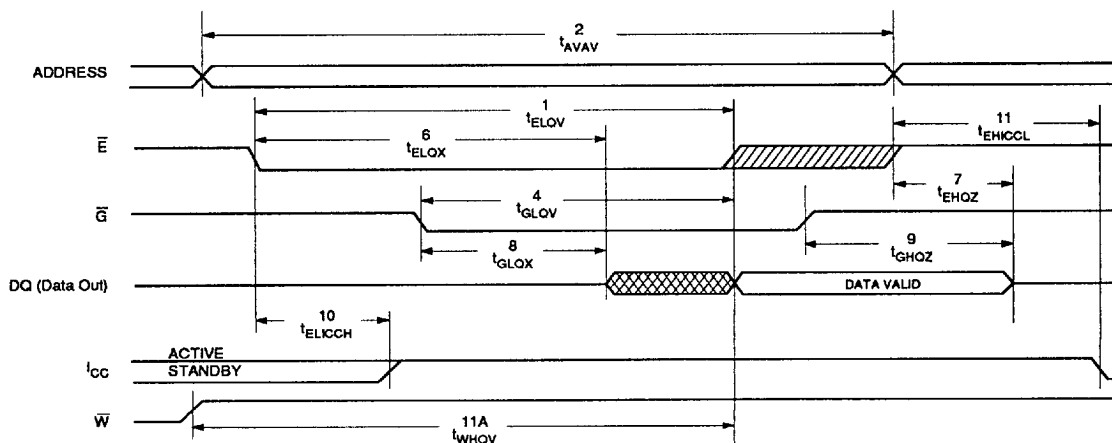 2
tAVAV
ADDRESS
1
tELQV
11
tEHICCL
6
tELQX
E
7
tEHQZ
4
tGLQV
G
9
tGHQZ
8
tGLQX
DQ (Data Out)
DATA VALID
10
tELICCH
ACTIVE
ICC
STANDBY
W
11A
tWHQV